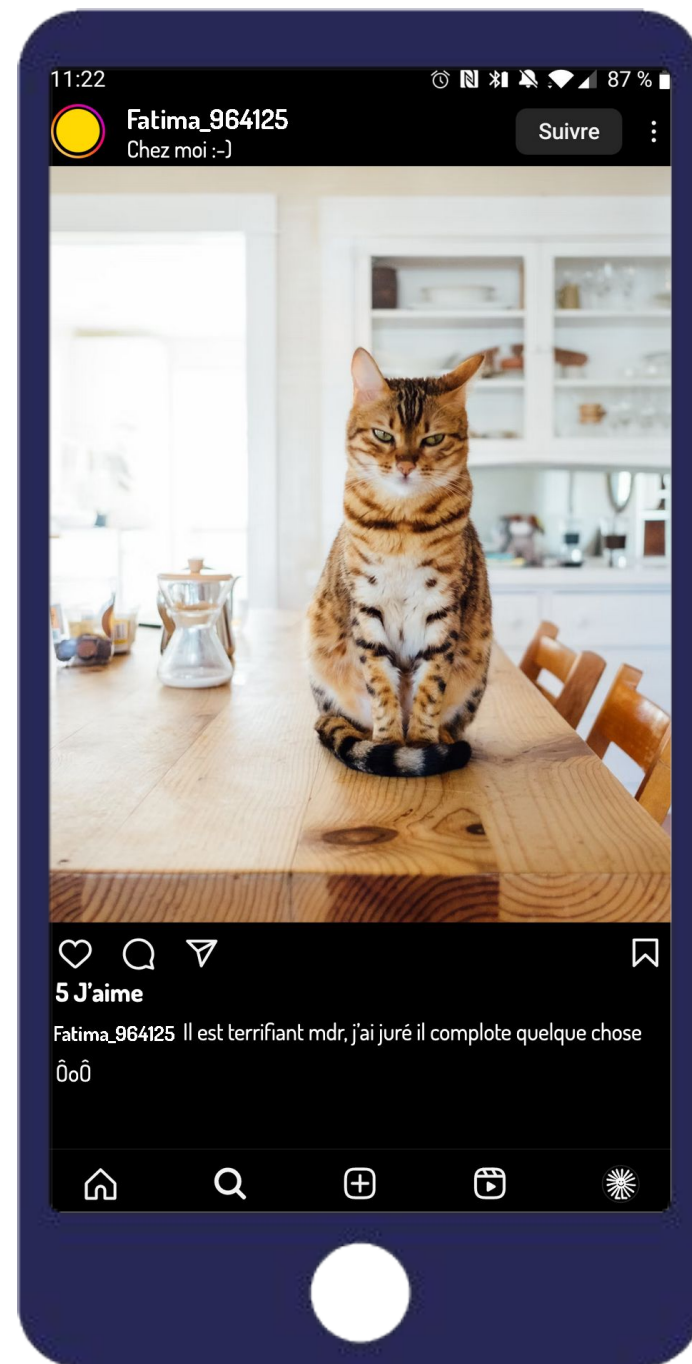 11:22 87 %
Fatima_964125
Suivre
Chez moi :-)
5 J'aime
Fatima_964125 Il est terrifiant mdr, j'ai juré il complote quelque chose
ÔoÔ